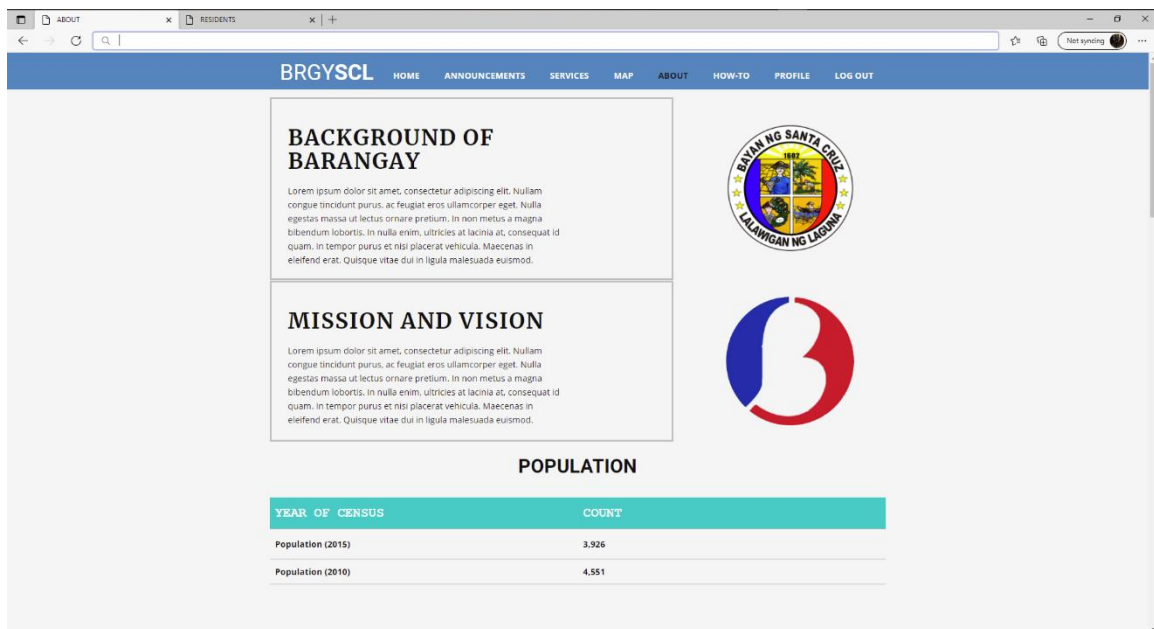 ABOUT
RESIDENTS
Not syncing
BRGYSCL HOME ANNOUNCEMENTS SERVICES MAP ABOUT HOW-TO PROFILE LOG OUT
BACKGROUND OF
BARANGAY
Lorem ipsum dolor sit amet, consectetur adipiscing elit. Nullam
congue tincidunt purus, ac feugiat eros ullamcorper eget. Nulla
egestas massa ut lectus ornare pretium. In non metus a magna
bibendum lobortis. In nulla enim, ultricies at lacinia at, consequat id
quam. In tempor purus et nisi placerat vehicula. Maecenas in
eleifend erat. Quisque vitae dui in ligula malesuada euismod.
BAYAN NG SANTA CRUZ
1602
LALAWIGAN NG LAGUNA
MISSION AND VISION
Lorem ipsum dolor sit amet, consectetur adipiscing elit. Nullam
congue tincidunt purus, ac feugiat eros ullamcorper eget. Nulla
egestas massa ut lectus ornare pretium. In non metus a magna
bibendum lobortis. In nulla enim, ultricies at lacinia at, consequat id
quam. In tempor purus et nisi placerat vehicula. Maecenas in
eleifend erat. Quisque vitae dui in ligula malesuada euismod.
POPULATION
YEAR OF CENSUS COUNT
Population (2015) 3,926
Population (2010) 4,551